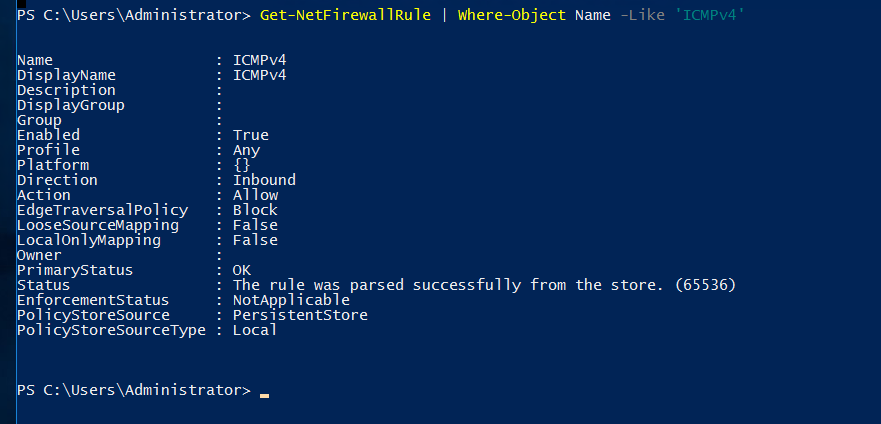 PS C:\Users\Administrator> Get-NetFirewallRule | Where-Object Name -Like 'ICMPv4'
Name : ICMPv4
DisplayName : ICMPv4
Description :
DisplayGroup :
Group :
Enabled : True
Profile : Any
Platform : {}
Direction : Inbound
Action : Allow
EdgeTraversalPolicy : Block
LooseSourceMapping : False
LocalOnlyMapping : False
Owner :
PrimaryStatus : OK
Status : The rule was parsed successfully from the store. (65536)
EnforcementStatus : NotApplicable
PolicyStoreSource : PersistentStore
PolicyStoreSourceType : Local
PS C:\Users\Administrator>